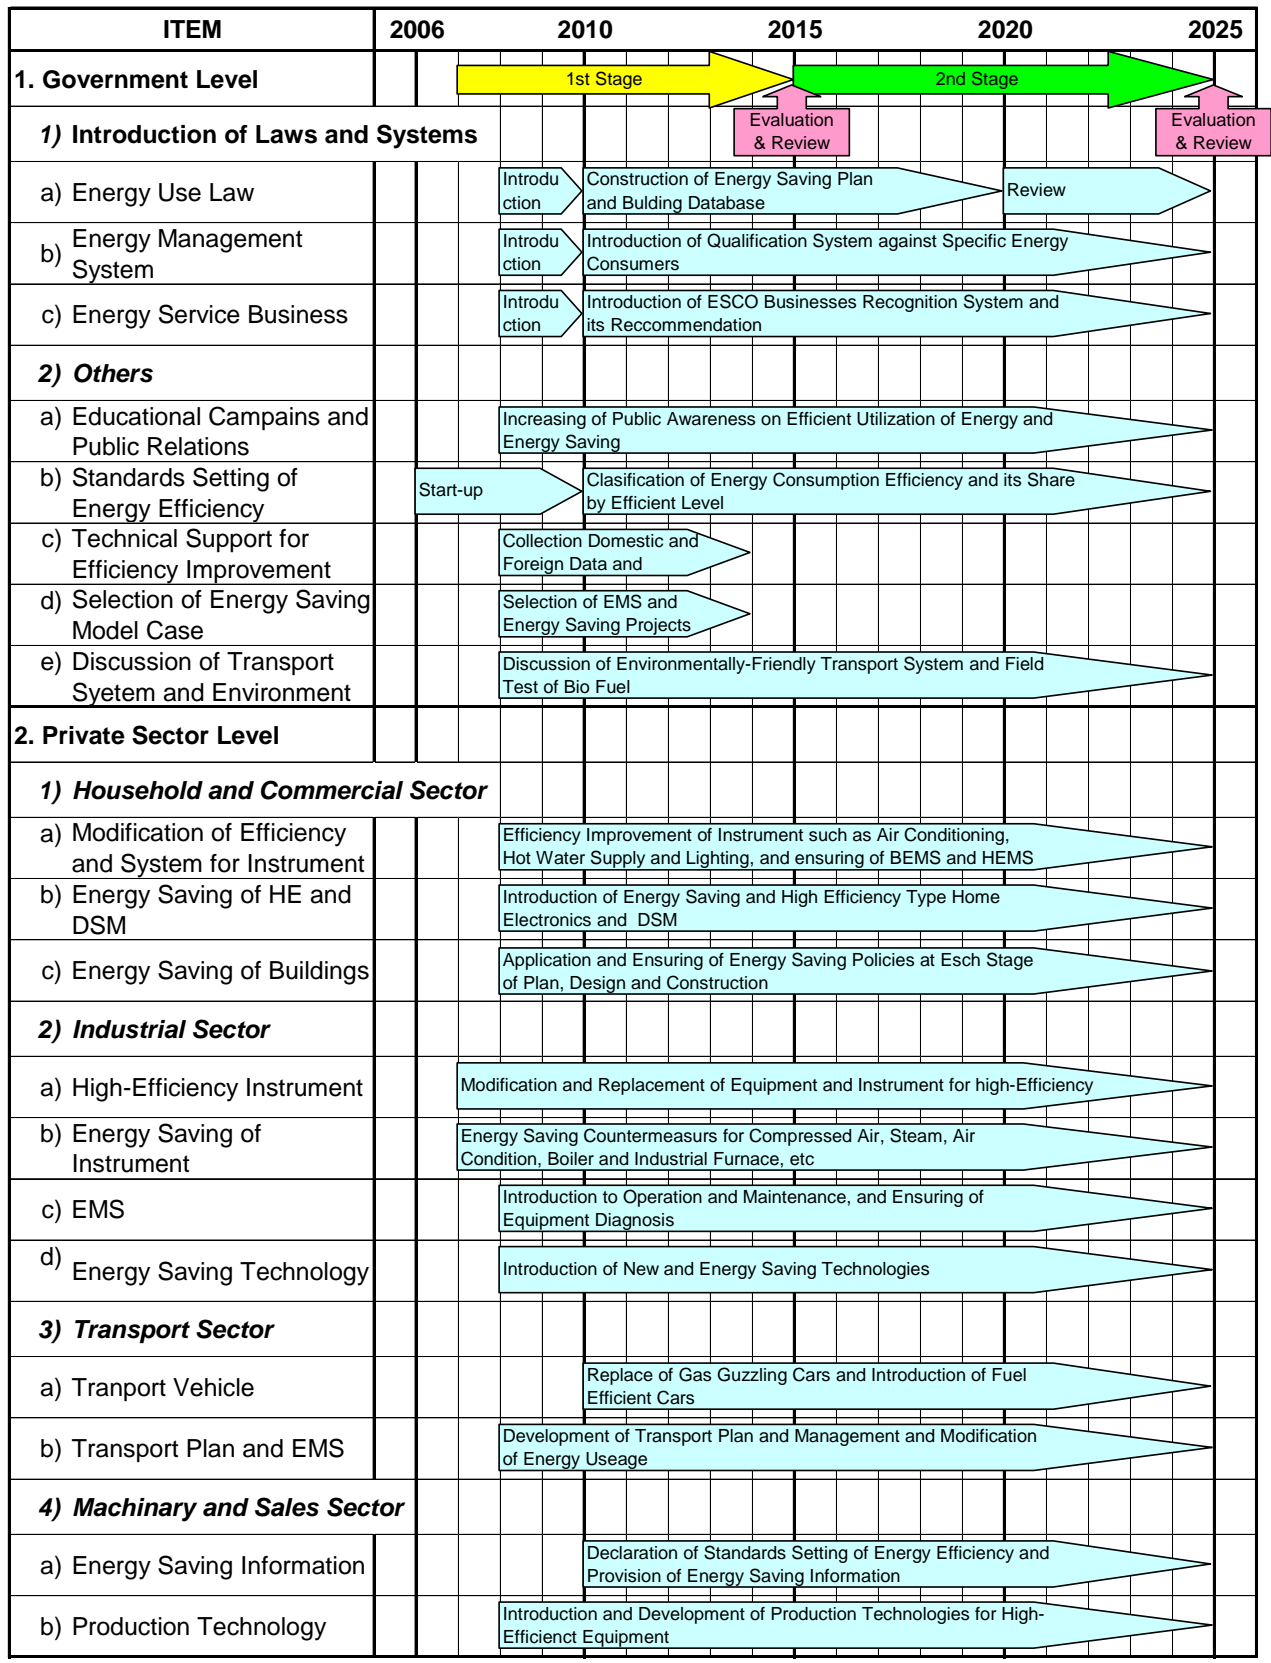 ITEM 2006 2010 2015 2020 2025
1. Government Level 1st Stage 2nd Stage
Evaluation
& Review
Evaluation
& Review
1) Introduction of Laws and Systems
a) Energy Use Law
Introdu
ction
Construction of Energy Saving Plan
and Bulding Database
Review
b) Energy Management
System
Introdu
ction
Introduction of Qualification System against Specific Energy
Consumers
c) Energy Service Business
Introdu
ction
Introduction of ESCO Businesses Recognition System and
its Reccommendation
2) Others
a) Educational Campains and
Public Relations
Increasing of Public Awareness on Efficient Utilization of Energy and
Energy Saving
b) Standards Setting of
Energy Efficiency
Start-up
Clasification of Energy Consumption Efficiency and its Share
by Efficient Level
c) Technical Support for
Efficiency Improvement
Collection Domestic and
Foreign Data and
d) Selection of Energy Saving
Model Case
Selection of EMS and
Energy Saving Projects
e) Discussion of Transport
Syetem and Environment
Discussion of Environmentally-Friendly Transport System and Field
Test of Bio Fuel
2. Private Sector Level
1) Household and Commercial Sector
a) Modification of Efficiency
and System for Instrument
Efficiency Improvement of Instrument such as Air Conditioning,
Hot Water Supply and Lighting, and ensuring of BEMS and HEMS
b) Energy Saving of HE and
DSM
Introduction of Energy Saving and High Efficiency Type Home
Electronics and DSM
c) Energy Saving of Buildings
Application and Ensuring of Energy Saving Policies at Esch Stage
of Plan, Design and Construction
2) Industrial Sector
a) High-Efficiency Instrument
Modification and Replacement of Equipment and Instrument for high-Efficiency
b) Energy Saving of
Instrument
Energy Saving Countermeasurs for Compressed Air, Steam, Air
Condition, Boiler and Industrial Furnace, etc
c) EMS
Introduction to Operation and Maintenance, and Ensuring of
Equipment Diagnosis
d) Energy Saving Technology
Introduction of New and Energy Saving Technologies
3) Transport Sector
a) Tranport Vehicle
Replace of Gas Guzzling Cars and Introduction of Fuel
Efficient Cars
b) Transport Plan and EMS
Development of Transport Plan and Management and Modification
of Energy Useage
4) Machinary and Sales Sector
a) Energy Saving Information
Declaration of Standards Setting of Energy Efficiency and
Provision of Energy Saving Information
b) Production Technology
Introduction and Development of Production Technologies for High-
Efficienct Equipment